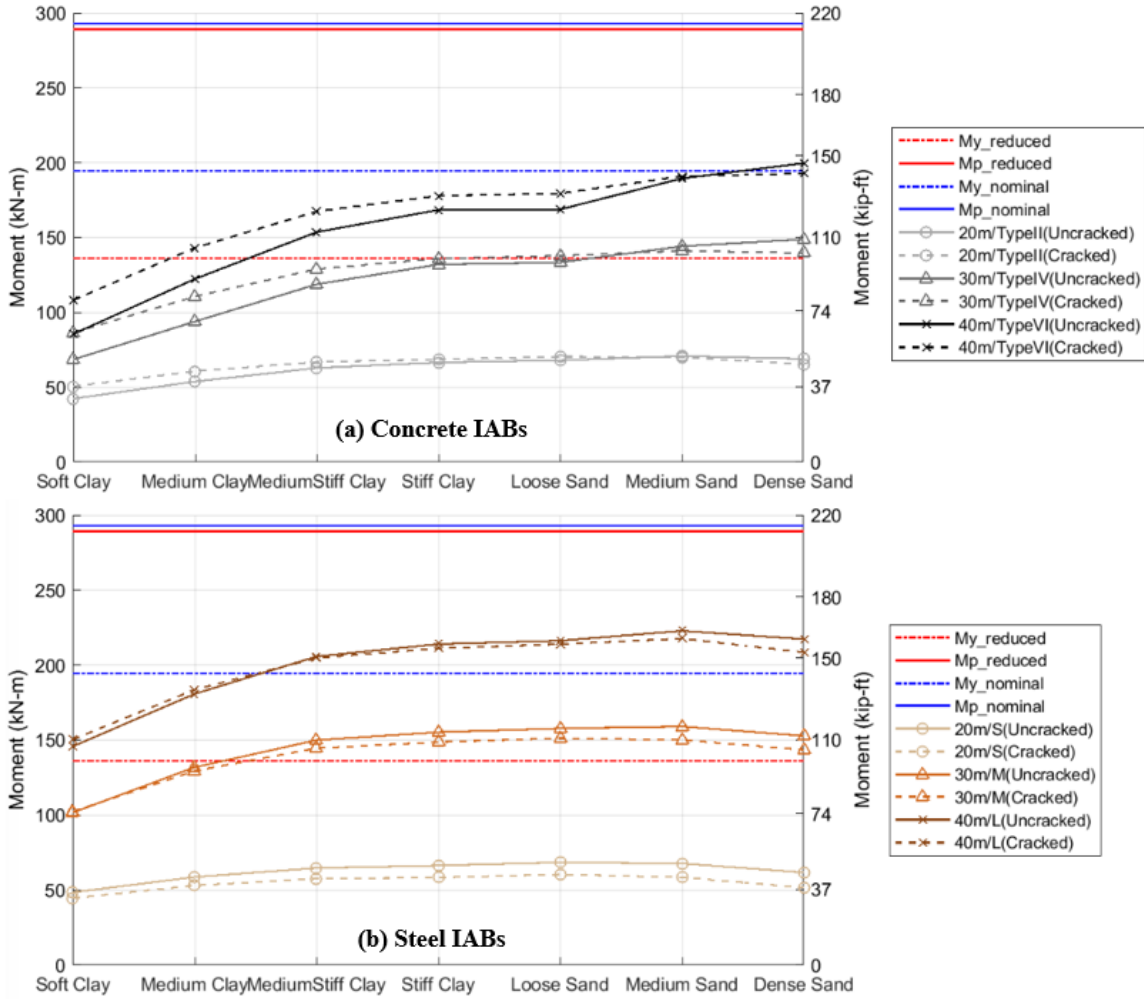 300
250
200
150
100
50
0
Moment (kN-m)
220
180
150
110
74
37
0
Moment (kip-ft)
Soft Clay
Medium Clay
MediumStiff Clay
Stiff Clay
Loose Sand
Medium Sand
Dense Sand
(a) Concrete IABs
My_reduced
Mp_reduced
My_nominal
Mp_nominal
20m/TypeII(Uncracked)
20m/TypeII(Cracked)
30m/TypeIV(Uncracked)
30m/TypeIV(Cracked)
40m/TypeVI(Uncracked)
40m/TypeVI(Cracked)
300
250
200
150
100
50
0
Moment (kN-m)
220
180
150
110
74
37
0
Moment (kip-ft)
Soft Clay
Medium Clay
MediumStiff Clay
Stiff Clay
Loose Sand
Medium Sand
Dense Sand
(b) Steel IABs
My_reduced
Mp_reduced
My_nominal
Mp_nominal
20m/S(Uncracked)
20m/S(Cracked)
30m/M(Uncracked)
30m/M(Cracked)
40m/L(Uncracked)
40m/L(Cracked)